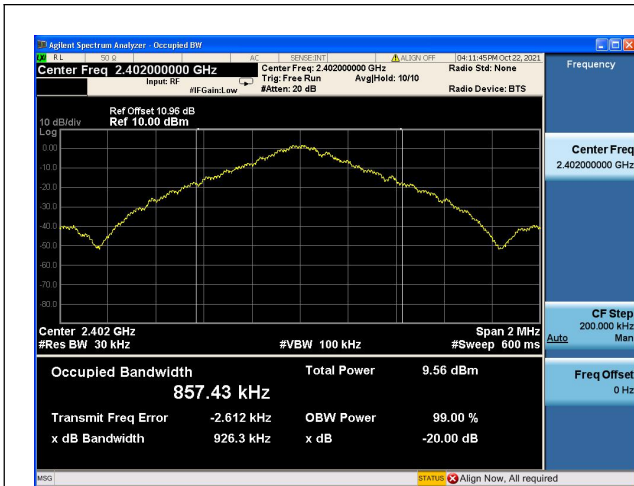 Agilent Spectrum Analyzer - Occupied BW
RL 50 Ω AC SENSE:INT ALIGN OFF 04:11:45PM Oct 22, 2021
Center Freq 2.402000000 GHz
Input: RF
#IFGain:Low
Center Freq: 2.402000000 GHz
Trig: Free Run Avg|Hold: 10/10
#Atten: 20 dB
Radio Std: None
Radio Device: BTS
Ref Offset 10.96 dB
10 dB/div Ref 10.00 dBm
Log
0.00
-10.0
-20.0
-30.0
-40.0
-50.0
-60.0
-70.0
-80.0
Center 2.402 GHz Span 2 MHz
#Res BW 30 kHz #VBW 100 kHz #Sweep 600 ms
Occupied Bandwidth Total Power 9.56 dBm
857.43 kHz
Transmit Freq Error -2.612 kHz OBW Power 99.00 %
x dB Bandwidth 926.3 kHz x dB -20.00 dB
MSG STATUS Align Now, All required
Frequency
Center Freq
2.402000000 GHz
CF Step
200.000 kHz
Auto Man
Freq Offset
0 Hz